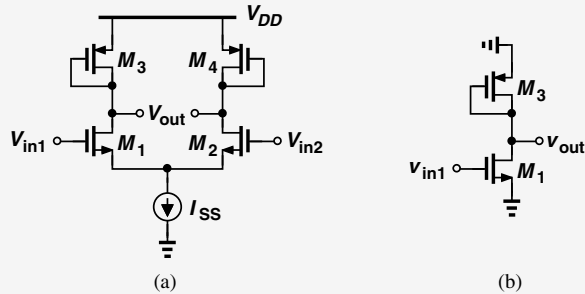 V_DD
M_3 M_4
V_in1 V_out V_in2
M_1 M_2
I_SS
(a)
M_3
v_out
v_in1
M_1
(b)